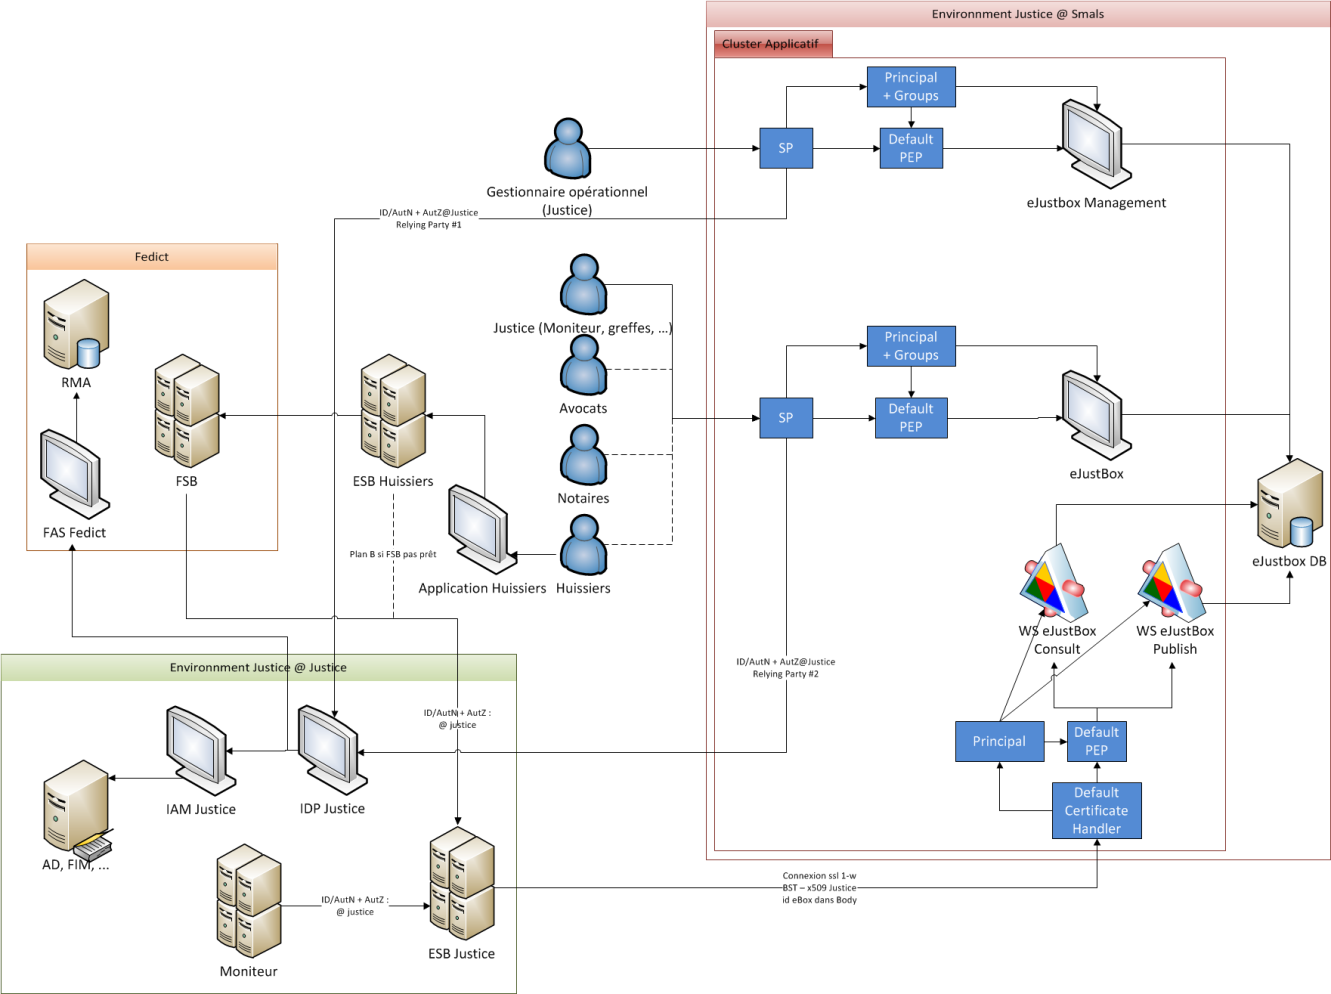 Environnment Justice @ Smals
Cluster Applicatif
Principal
+ Groups
SP
Default
PEP
eJustbox Management
Gestionnaire opérationnel
(Justice)
ID/AutN + AutZ@Justice
Relying Party #1
Fedict
RMA
FSB
FAS Fedict
ESB Huissiers
Plan B si FSB pas prêt
Application Huissiers
Justice (Moniteur, greffes, ...)
Avocats
Notaires
Huissiers
Principal
+ Groups
SP
Default
PEP
eJustBox
eJustbox DB
WS eJustBox
Consult
WS eJustBox
Publish
ID/AutN + AutZ@Justice
Relying Party #2
Principal
Default
PEP
Default
Certificate
Handler
Environnment Justice @ Justice
ID/AutN + AutZ :
@ justice
IAM Justice
IDP Justice
AD, FIM, ...
Moniteur
ID/AutN + AutZ :
@ justice
ESB Justice
Connexion ssl 1-w
BST – x509 Justice
id eBox dans Body